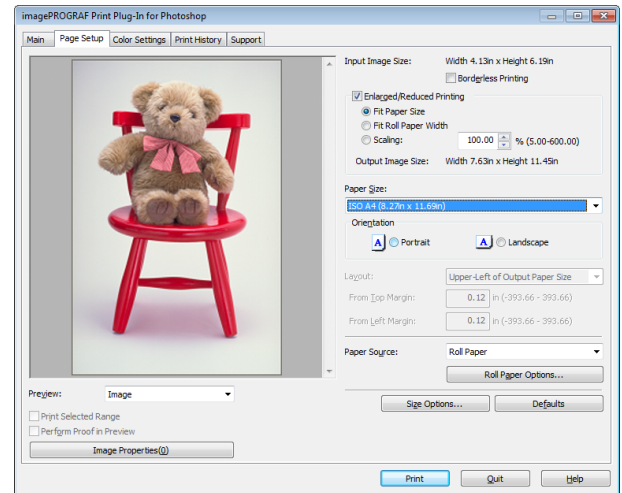 imagePROGRAF Print Plug-In for Photoshop
Main Page Setup Color Settings Print History Support
Input Image Size: Width 4.13in x Height 6.19in
Borderless Printing
Enlarged/Reduced Printing
Fit Paper Size
Fit Roll Paper Width
Scaling: 100.00 % (5.00-600.00)
Output Image Size: Width 7.63in x Height 11.45in
Paper Size:
ISO A4 (8.27in x 11.69in)
Orientation
A Portrait A Landscape
Layout: Upper-Left of Output Paper Size
From Top Margin: 0.12 in (-393.66 - 393.66)
From Left Margin: 0.12 in (-393.66 - 393.66)
Paper Source: Roll Paper
Roll Paper Options...
Preview: Image
Size Options... Defaults
Print Selected Range
Perform Proof in Preview
Image Properties(0)
Print Quit Help